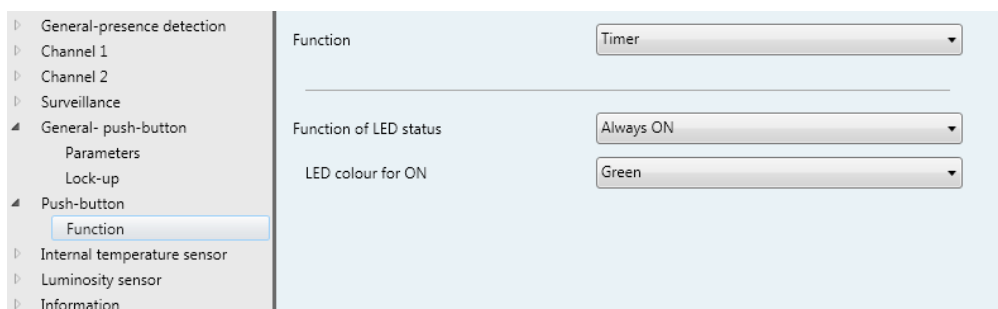 General-presence detection
Channel 1
Channel 2
Surveillance
General- push-button
Parameters
Lock-up
Push-button
Function
Internal temperature sensor
Luminosity sensor
Information
Function Timer
Function of LED status Always ON
LED colour for ON Green